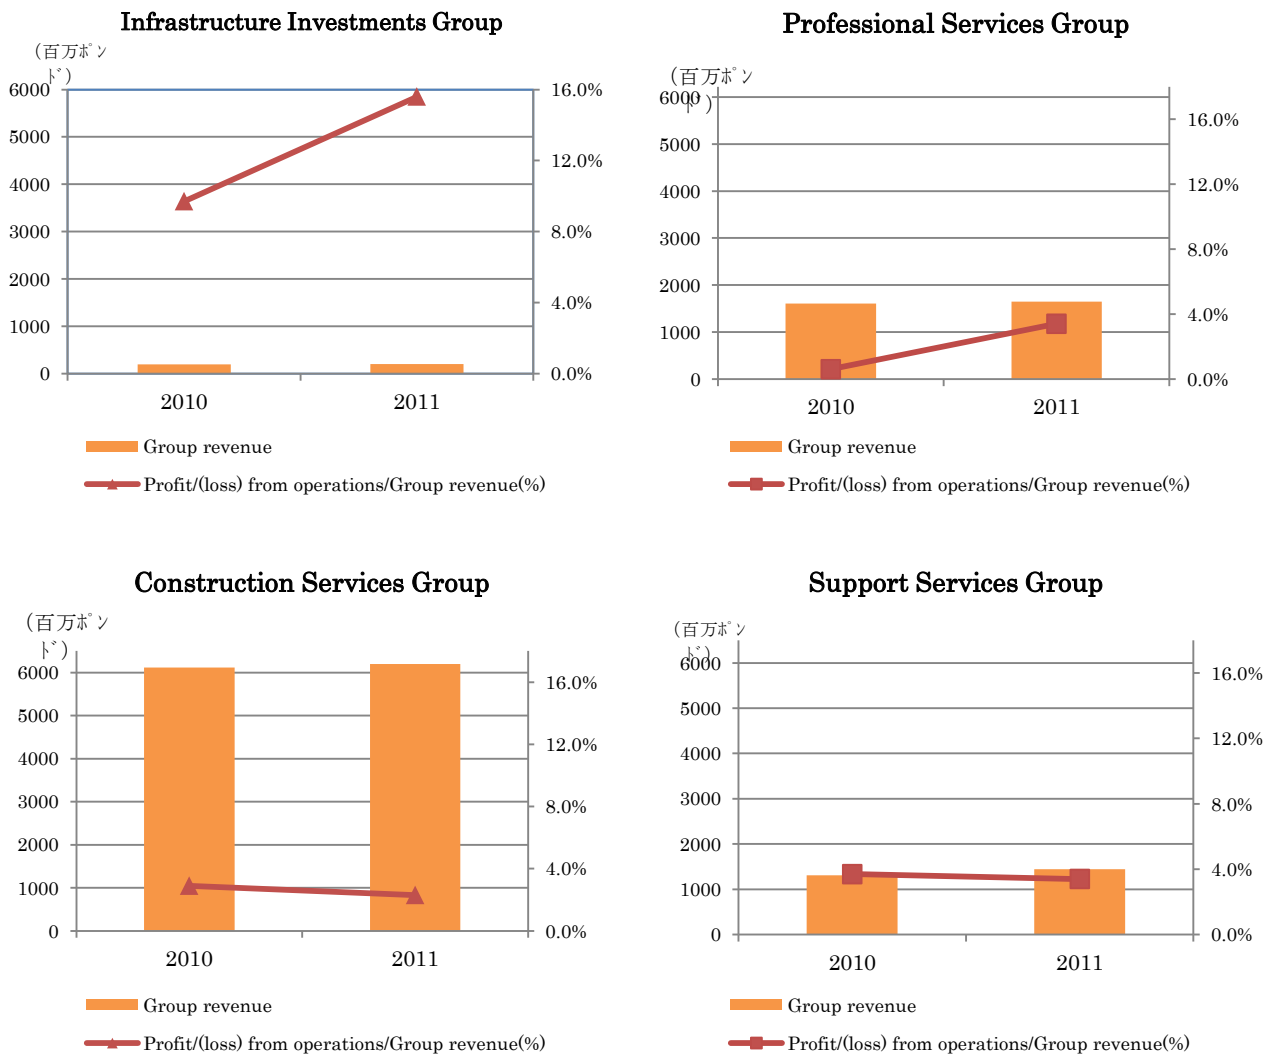 Infrastructure Investments Group
(百万ﾎﾟﾝ
ﾄﾞ)
6000
5000
4000
3000
2000
1000
0
16.0%
12.0%
8.0%
4.0%
0.0%
2010
2011
Group revenue
Profit/(loss) from operations/Group revenue(%)
Professional Services Group
(百万ﾎﾟﾝ
ﾄﾞ)
6000
5000
4000
3000
2000
1000
0
16.0%
12.0%
8.0%
4.0%
0.0%
2010
2011
Group revenue
Profit/(loss) from operations/Group revenue(%)
Construction Services Group
(百万ﾎﾟﾝ
ﾄﾞ)
6000
5000
4000
3000
2000
1000
0
16.0%
12.0%
8.0%
4.0%
0.0%
2010
2011
Group revenue
Profit/(loss) from operations/Group revenue(%)
Support Services Group
(百万ﾎﾟﾝ
ﾄﾞ)
6000
5000
4000
3000
2000
1000
0
16.0%
12.0%
8.0%
4.0%
0.0%
2010
2011
Group revenue
Profit/(loss) from operations/Group revenue(%)